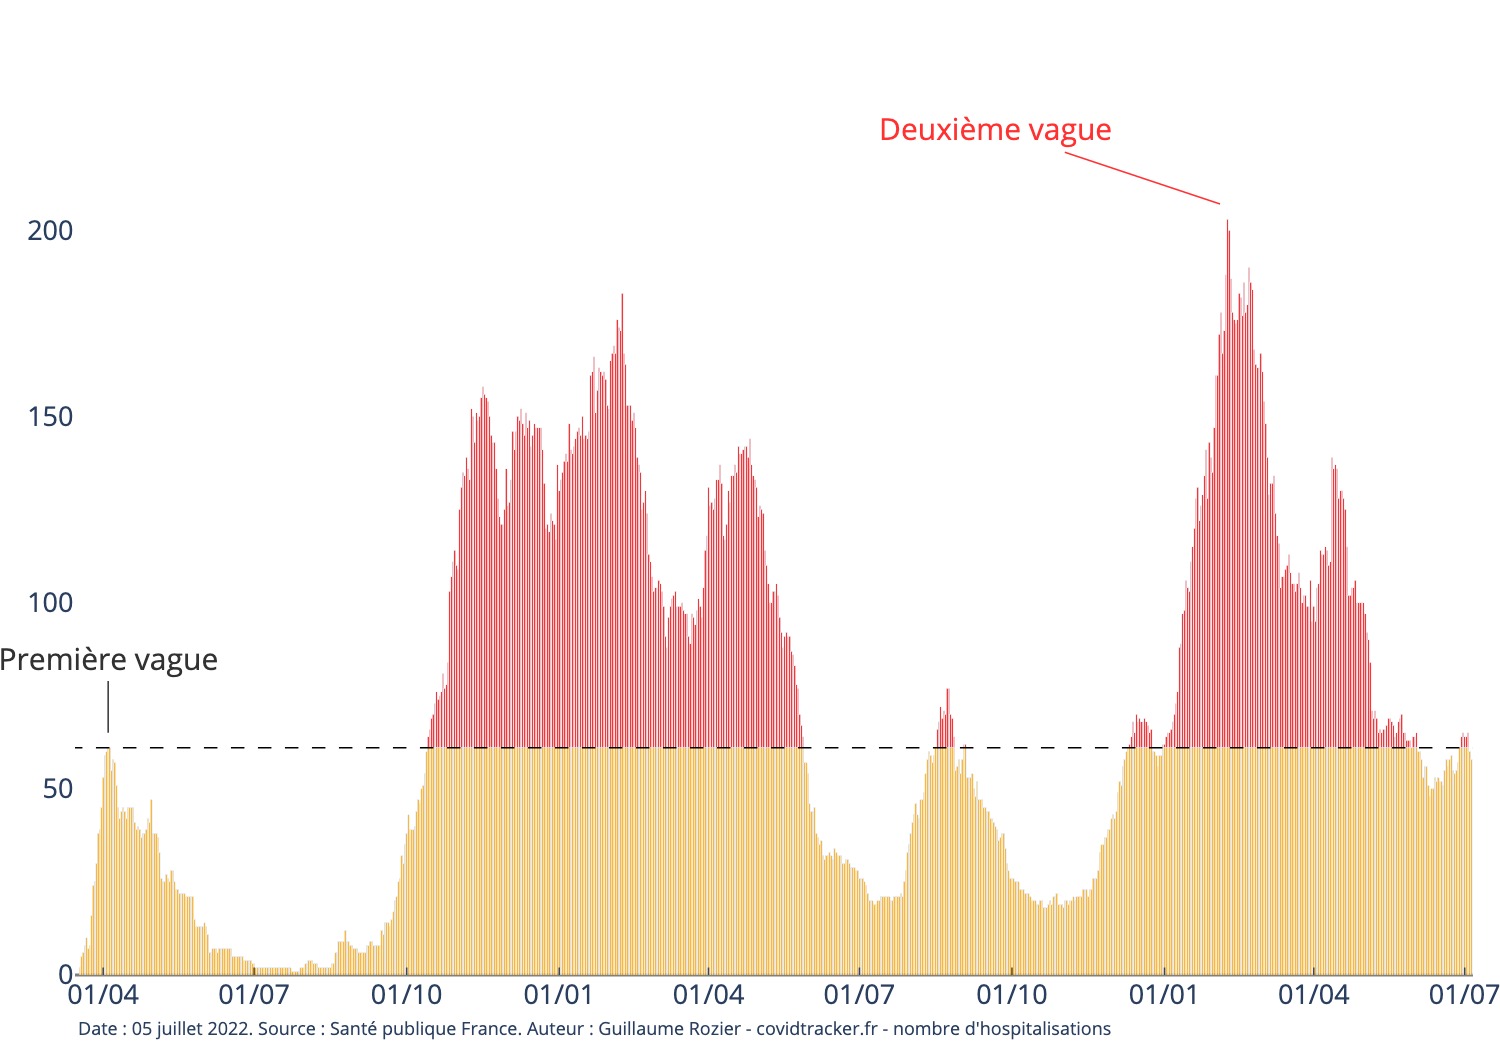 Deuxième vague
200
150
100
Première vague
50
0
01/04 01/07 01/10 01/01 01/04 01/07 01/10 01/01 01/04 01/07
Date : 05 juillet 2022. Source : Santé publique France. Auteur : Guillaume Rozier - covidtracker.fr - nombre d'hospitalisations